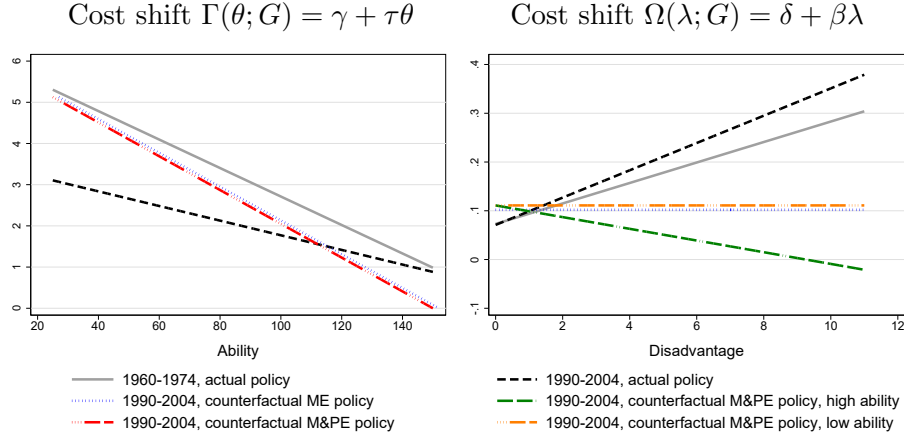 Cost shift Γ(θ; G) = γ + τθ
Cost shift Ω(λ; G) = δ + βλ
6
5
4
3
2
1
0
20 40 60 80 100 120 140
Ability
.4
.3
.2
.1
0
-.1
0 2 4 6 8 10 12
Disadvantage
1960-1974, actual policy
1990-2004, counterfactual ME policy
1990-2004, counterfactual M&PE policy
1990-2004, actual policy
1990-2004, counterfactual M&PE policy, high ability
1990-2004, counterfactual M&PE policy, low ability